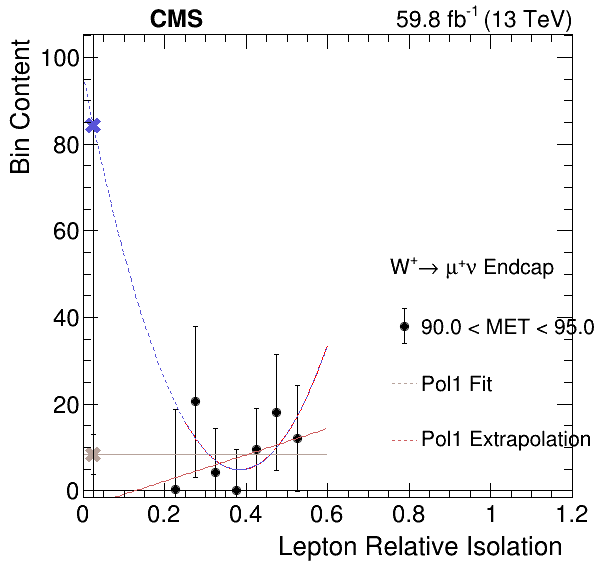 CMS 59.8 fb⁻¹ (13 TeV)
Bin Content
100
80
60
40
20
0
W⁺→ μ⁺ν Endcap
90.0 < MET < 95.0
Pol1 Fit
Pol1 Extrapolation
0 0.2 0.4 0.6 0.8 1 1.2
Lepton Relative Isolation